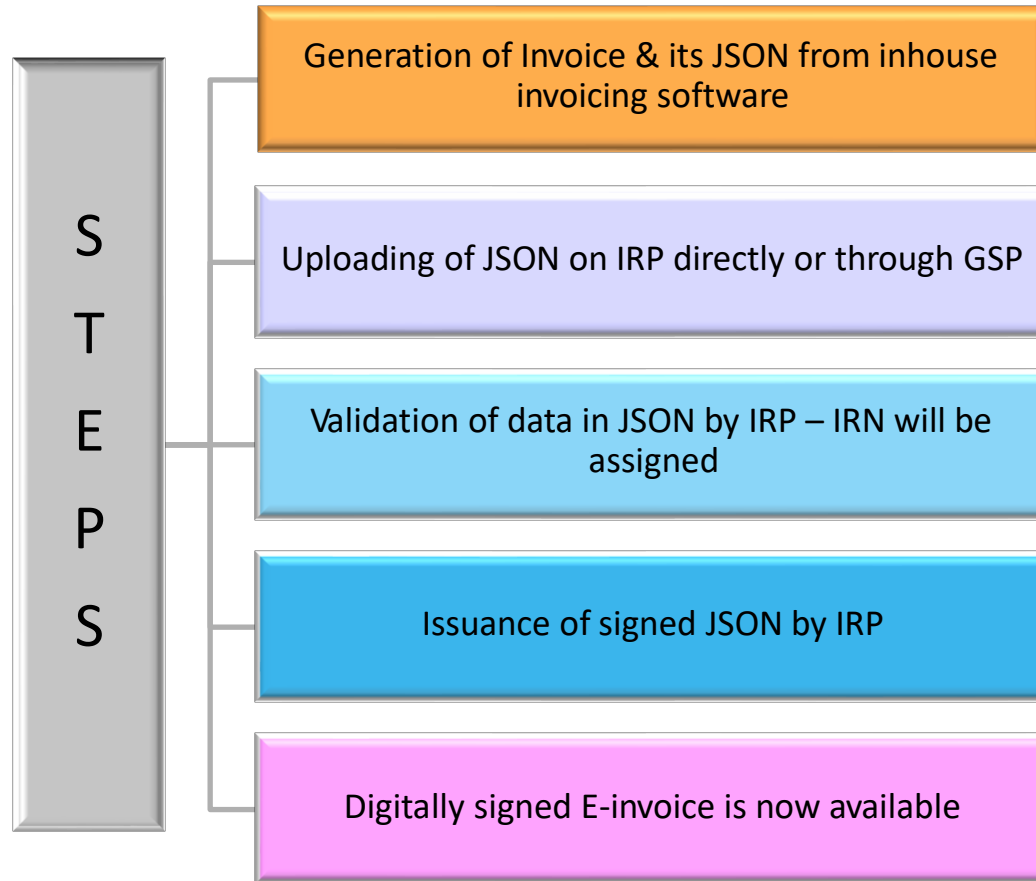 S
T
E
P
S
Generation of Invoice & its JSON from inhouse
invoicing software
Uploading of JSON on IRP directly or through GSP
Validation of data in JSON by IRP – IRN will be
assigned
Issuance of signed JSON by IRP
Digitally signed E-invoice is now available